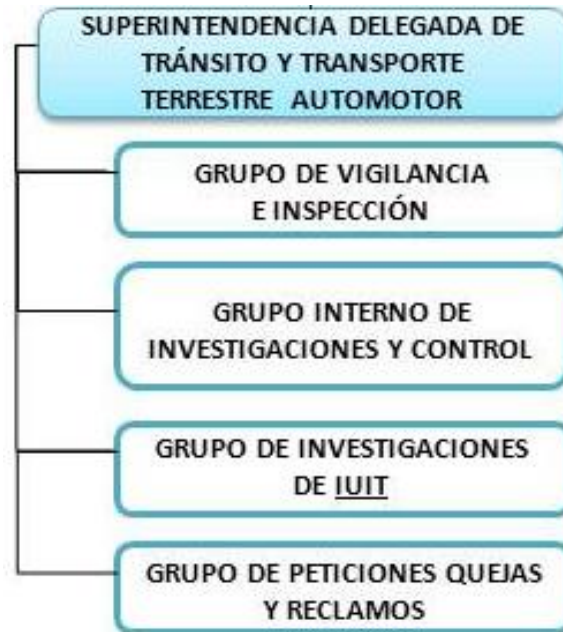 SUPERINTENDENCIA DELEGADA DE
TRÁNSITO Y TRANSPORTE
TERRESTRE AUTOMOTOR
GRUPO DE VIGILANCIA
E INSPECCIÓN
GRUPO INTERNO DE
INVESTIGACIONES Y CONTROL
GRUPO DE INVESTIGACIONES
DE IUIT
GRUPO DE PETICIONES QUEJAS
Y RECLAMOS